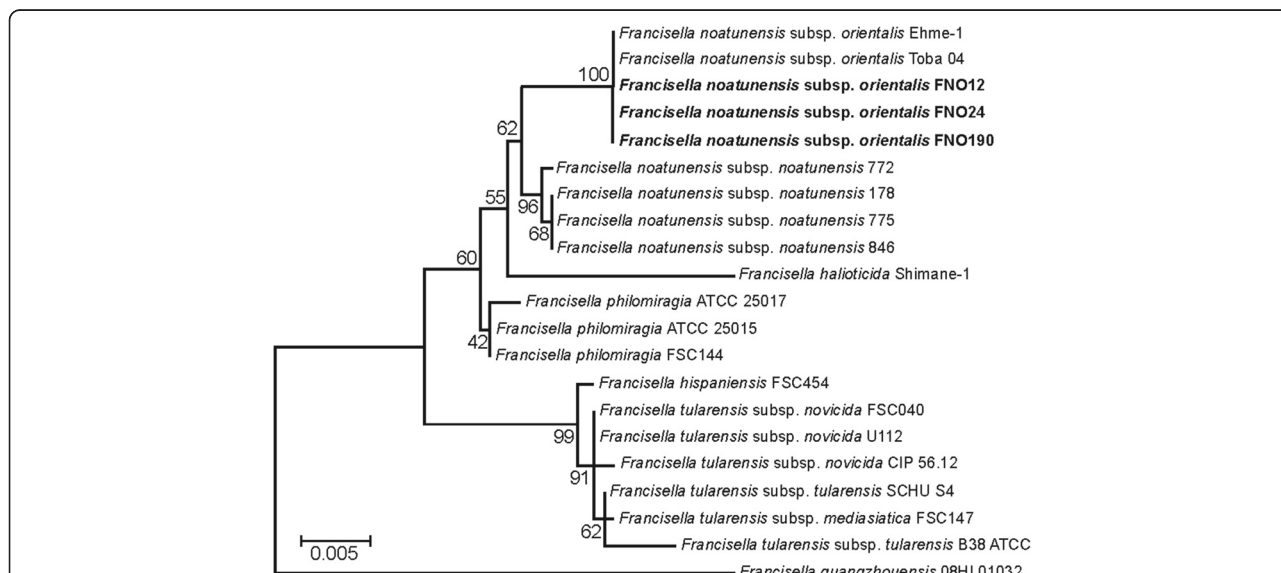 Francisella noatunensis subsp. orientalis Ehme-1
Francisella noatunensis subsp. orientalis Toba 04
100
Francisella noatunensis subsp. orientalis FNO12
Francisella noatunensis subsp. orientalis FNO24
62
Francisella noatunensis subsp. orientalis FNO190
Francisella noatunensis subsp. noatunensis 772
55
Francisella noatunensis subsp. noatunensis 178
96
Francisella noatunensis subsp. noatunensis 775
68
Francisella noatunensis subsp. noatunensis 846
60
Francisella halioticida Shimane-1
Francisella philomiragia ATCC 25017
Francisella philomiragia ATCC 25015
42
Francisella philomiragia FSC144
Francisella hispaniensis FSC454
Francisella tularensis subsp. novicida FSC040
99
Francisella tularensis subsp. novicida U112
Francisella tularensis subsp. novicida CIP 56.12
91
Francisella tularensis subsp. tularensis SCHU S4
Francisella tularensis subsp. mediasiatica FSC147
62
Francisella tularensis subsp. tularensis B38 ATCC
0.005
Francisella guangzhouensis 08HL01032